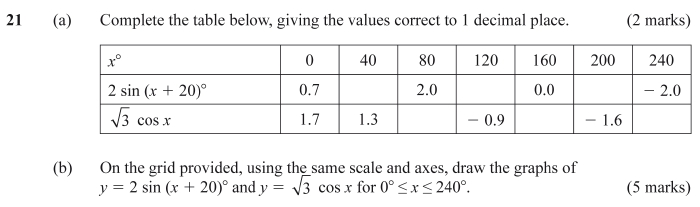 21 (a) Complete the table below, giving the values correct to 1 decimal place. (2 marks)
x° 0 40 80 120 160 200 240
2 sin (x + 20)° 0.7 2.0 0.0 − 2.0
√3 cos x 1.7 1.3 − 0.9 − 1.6
(b) On the grid provided, using the same scale and axes, draw the graphs of
y = 2 sin (x + 20)° and y = √3 cos x for 0° ≤ x ≤ 240°. (5 marks)